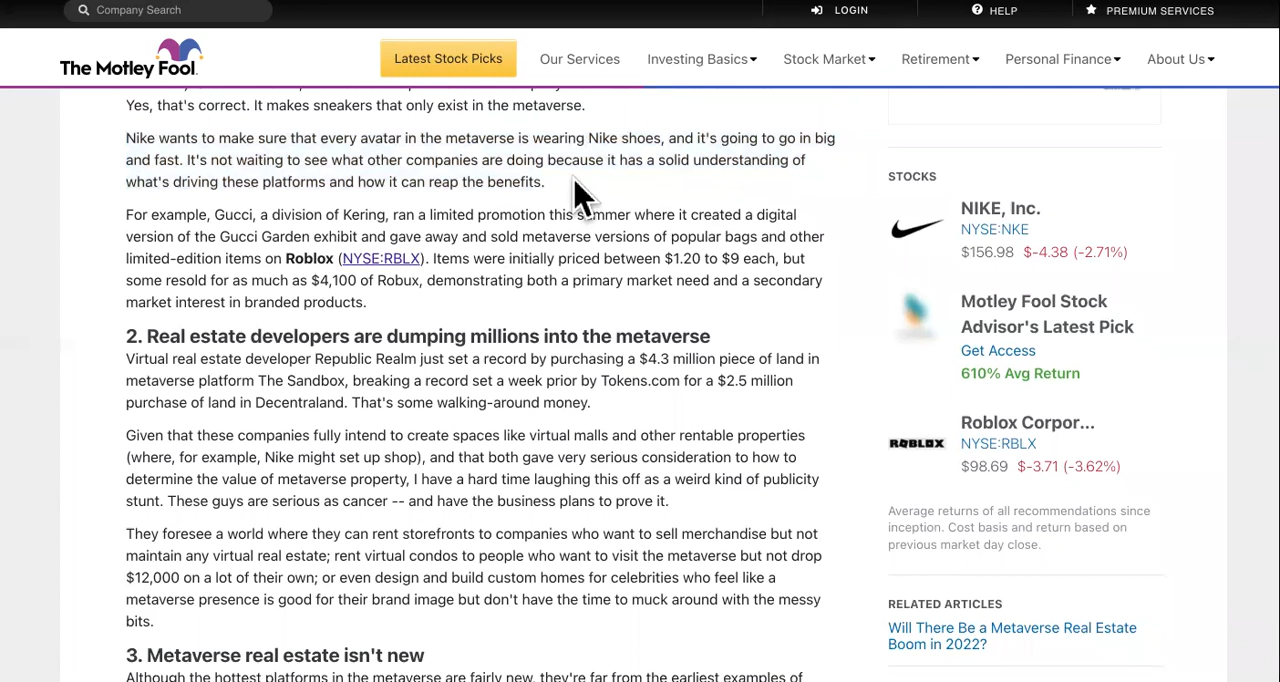 Company Search
LOGIN
HELP
PREMIUM SERVICES
The Motley Fool.
Latest Stock Picks
Our Services
Investing Basics
Stock Market
Retirement
Personal Finance
About Us
Yes, that's correct. It makes sneakers that only exist in the metaverse.
Nike wants to make sure that every avatar in the metaverse is wearing Nike shoes, and it's going to go in big
and fast. It's not waiting to see what other companies are doing because it has a solid understanding of
what's driving these platforms and how it can reap the benefits.
For example, Gucci, a division of Kering, ran a limited promotion this summer where it created a digital
version of the Gucci Garden exhibit and gave away and sold metaverse versions of popular bags and other
limited-edition items on Roblox (NYSE:RBLX). Items were initially priced between $1.20 to $9 each, but
some resold for as much as $4,100 of Robux, demonstrating both a primary market need and a secondary
market interest in branded products.
2. Real estate developers are dumping millions into the metaverse
Virtual real estate developer Republic Realm just set a record by purchasing a $4.3 million piece of land in
metaverse platform The Sandbox, breaking a record set a week prior by Tokens.com for a $2.5 million
purchase of land in Decentraland. That's some walking-around money.
Given that these companies fully intend to create spaces like virtual malls and other rentable properties
(where, for example, Nike might set up shop), and that both gave very serious consideration to how to
determine the value of metaverse property, I have a hard time laughing this off as a weird kind of publicity
stunt. These guys are serious as cancer -- and have the business plans to prove it.
They foresee a world where they can rent storefronts to companies who want to sell merchandise but not
maintain any virtual real estate; rent virtual condos to people who want to visit the metaverse but not drop
$12,000 on a lot of their own; or even design and build custom homes for celebrities who feel like a
metaverse presence is good for their brand image but don't have the time to muck around with the messy
bits.
3. Metaverse real estate isn't new
Although the hottest platforms in the metaverse are fairly new, they're far from the earliest examples of
STOCKS
NIKE, Inc.
NYSE:NKE
$156.98 $-4.38 (-2.71%)
Motley Fool Stock
Advisor's Latest Pick
Get Access
610% Avg Return
ROBLOX
Roblox Corpor...
NYSE:RBLX
$98.69 $-3.71 (-3.62%)
Average returns of all recommendations since
inception. Cost basis and return based on
previous market day close.
RELATED ARTICLES
Will There Be a Metaverse Real Estate
Boom in 2022?